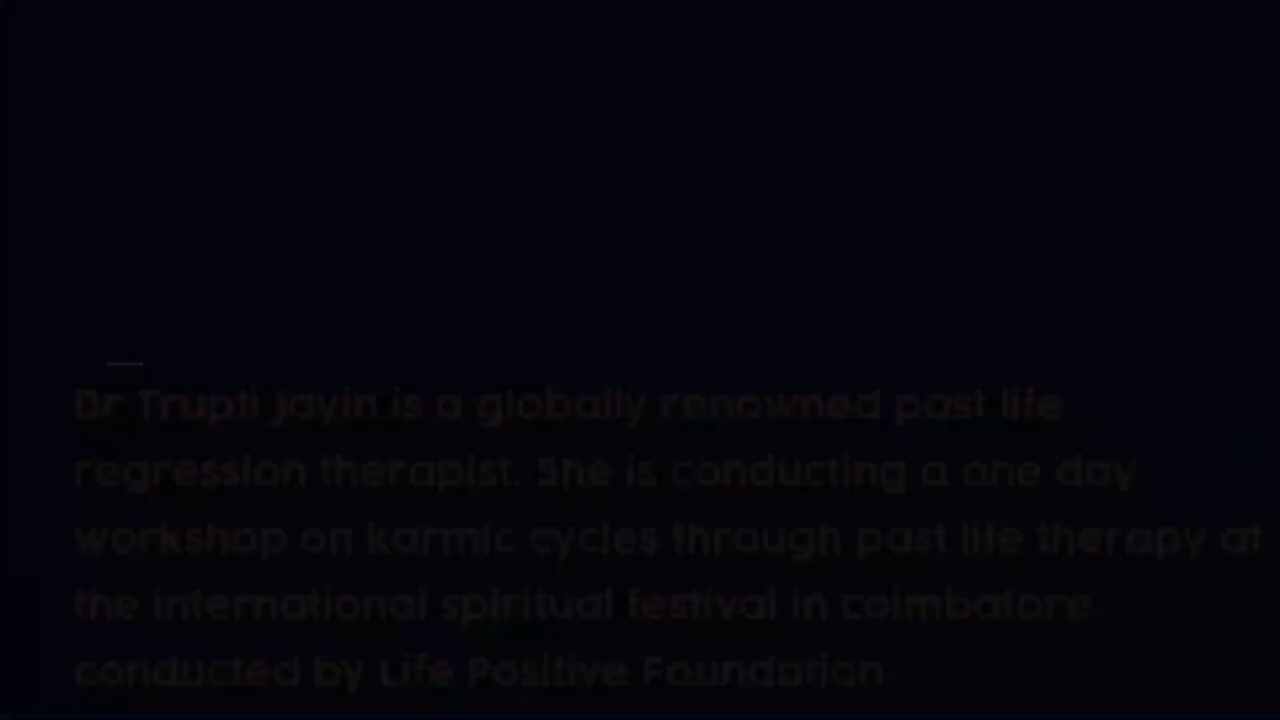 Dr Trupti Jayin is a globally renowned past life
regression therapist. She is conducting a one day
workshop on karmic cycles through past life therapy at
the international spiritual festival in coimbatore
conducted by Life Positive Foundation